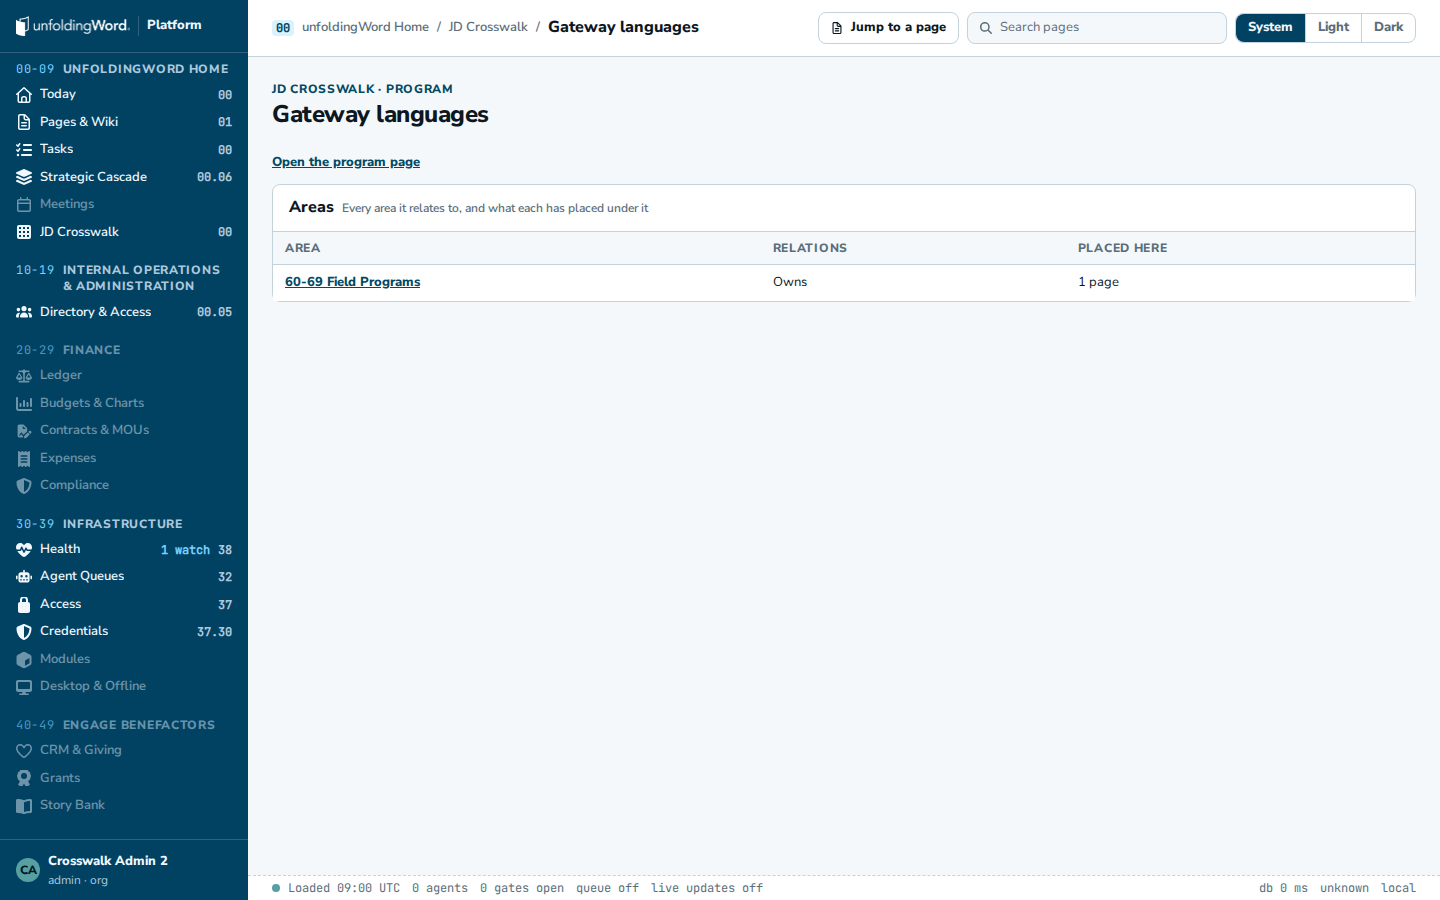 unfoldingWord. Platform
00-09 UNFOLDINGWORD HOME
Today 00
Pages & Wiki 01
Tasks 00
Strategic Cascade 00.06
Meetings
JD Crosswalk 00
10-19 INTERNAL OPERATIONS
& ADMINISTRATION
Directory & Access 00.05
20-29 FINANCE
Ledger
Budgets & Charts
Contracts & MOUs
Expenses
Compliance
30-39 INFRASTRUCTURE
Health 1 watch 38
Agent Queues 32
Access 37
Credentials 37.30
Modules
Desktop & Offline
40-49 ENGAGE BENEFACTORS
CRM & Giving
Grants
Story Bank
CA Crosswalk Admin 2
admin · org
00 unfoldingWord Home / JD Crosswalk / Gateway languages
Jump to a page
Search pages
System Light Dark
JD CROSSWALK · PROGRAM
Gateway languages
Open the program page
Areas Every area it relates to, and what each has placed under it
AREA RELATIONS PLACED HERE
60-69 Field Programs Owns 1 page
Loaded 09:00 UTC 0 agents 0 gates open queue off live updates off
db 0 ms unknown local